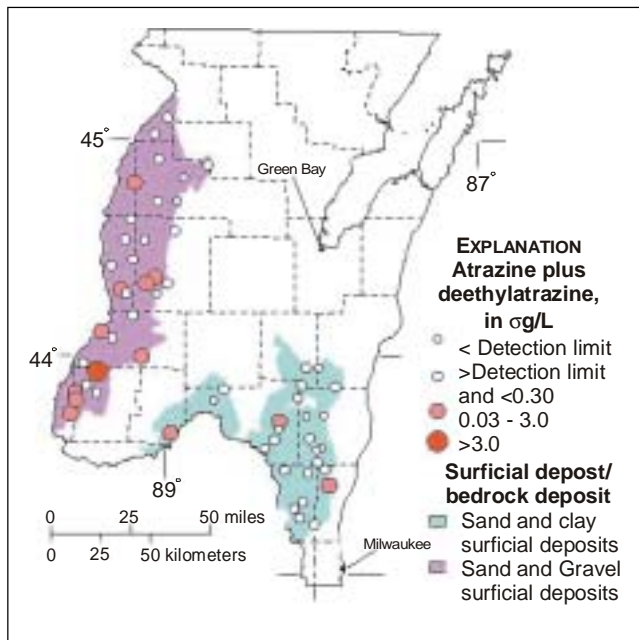 45°
Green Bay
87°
EXPLANATION
Atrazine plus
deethylatrazine,
in σg/L
< Detection limit
>Detection limit
and <0.30
0.03 - 3.0
>3.0
44°
Surficial depost/
bedrock deposit
Sand and clay
surficial deposits
Sand and Gravel
surficial deposits
89°
0 25 50 miles
0 25 50 kilometers
Milwaukee